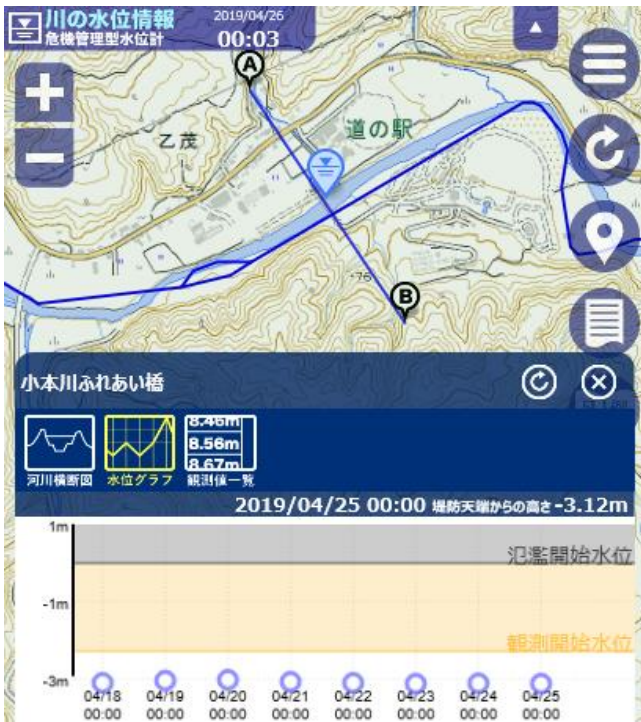 川の水位情報
危機管理型水位計
2019/04/26
00:03
A
乙茂
道の駅
・76
B
小本川ふれあい橋
河川横断図
水位グラフ
8.46m
8.56m
8.67m
観測値一覧
2019/04/25 00:00 堤防天端からの高さ -3.12m
1m
氾濫開始水位
-1m
観測開始水位
-3m
04/18 04/19 04/20 04/21 04/22 04/23 04/24 04/25
00:00 00:00 00:00 00:00 00:00 00:00 00:00 00:00